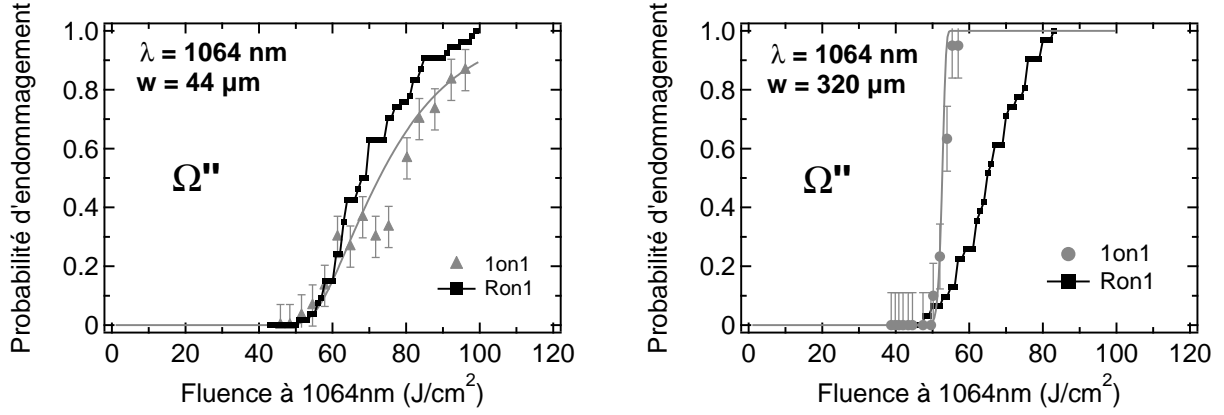 Probabilité d'endommagement
1.0
0.8
0.6
0.4
0.2
0
λ = 1064 nm
w = 44 µm
Ω"
1on1
Ron1
0 20 40 60 80 100 120
Fluence à 1064nm (J/cm2)
Probabilité d'endommagement
1.0
0.8
0.6
0.4
0.2
0
λ = 1064 nm
w = 320 µm
Ω"
1on1
Ron1
0 20 40 60 80 100 120
Fluence à 1064nm (J/cm2)